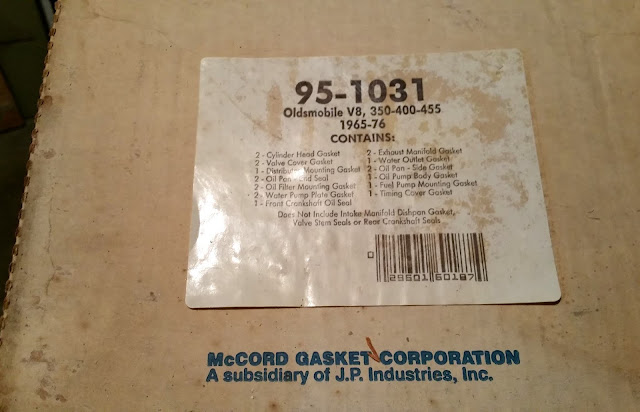 95-1031
Oldsmobile V8, 350-400-455
1965-76
CONTAINS:
2 - Cylinder Head Gasket
2 - Valve Cover Gasket
1 - Distributor Mounting Gasket
2 - Oil Pan - End Seal
2 - Oil Filter Mounting Gasket
2 - Water Pump Plate Gasket
1 - Front Crankshaft Oil Seal
2 - Exhaust Manifold Gasket
1 - Water Outlet Gasket
2 - Oil Pan - Side Gasket
1 - Oil Pump Body Gasket
1 - Fuel Pump Mounting Gasket
1 - Timing Cover Gasket
Does Not Include Intake Manifold Dishpan Gasket,
Valve Stem Seals or Rear Crankshaft Seals
0 29601 60187
McCORD GASKET CORPORATION
A subsidiary of J.P. Industries, Inc.